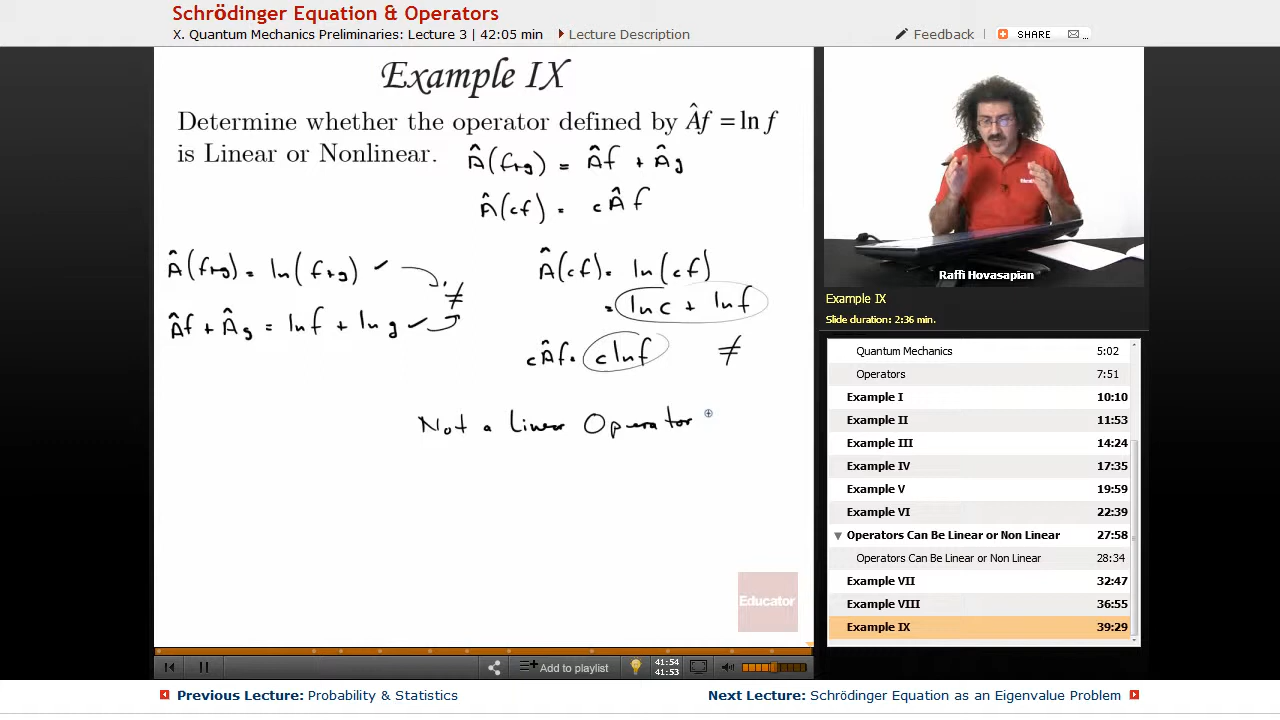 Schrödinger Equation & Operators
X. Quantum Mechanics Preliminaries: Lecture 3 | 42:05 min
Lecture Description
Feedback
SHARE
Example IX
Determine whether the operator defined by Âf = ln f
is Linear or Nonlinear.
Â(f+g) = Âf + Âg
Â(cf) = cÂf
Â(f+g) = ln(f+g) ✓
Âf + Âg = lnf + lng ✓
≠
Â(cf) = ln(cf)
= lnc + lnf
cÂf = clnf ≠
Not a Linear Operator
Educator
Raffi Hovasapian
Example IX
Slide duration: 2:36 min.
Quantum Mechanics 5:02
Operators 7:51
Example I 10:10
Example II 11:53
Example III 14:24
Example IV 17:35
Example V 19:59
Example VI 22:39
Operators Can Be Linear or Non Linear 27:58
Operators Can Be Linear or Non Linear 28:34
Example VII 32:47
Example VIII 36:55
Example IX 39:29
Add to playlist
41:54
41:53
Previous Lecture: Probability & Statistics
Next Lecture: Schrödinger Equation as an Eigenvalue Problem